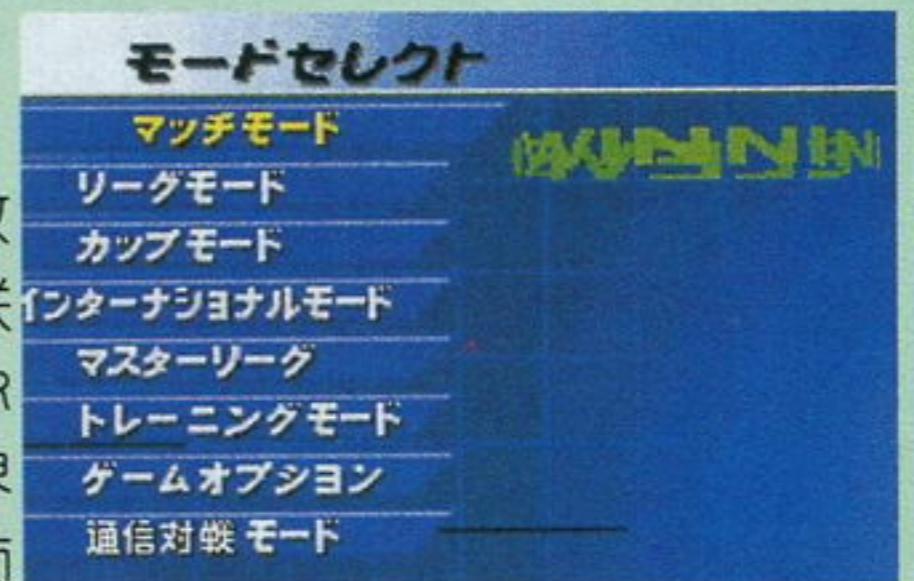 モードセレクト
マッチモード
リーグモード
カップモード
インターナショナルモード
マスターリーグ
トレーニングモード
ゲームオプション
通信対戦 モード